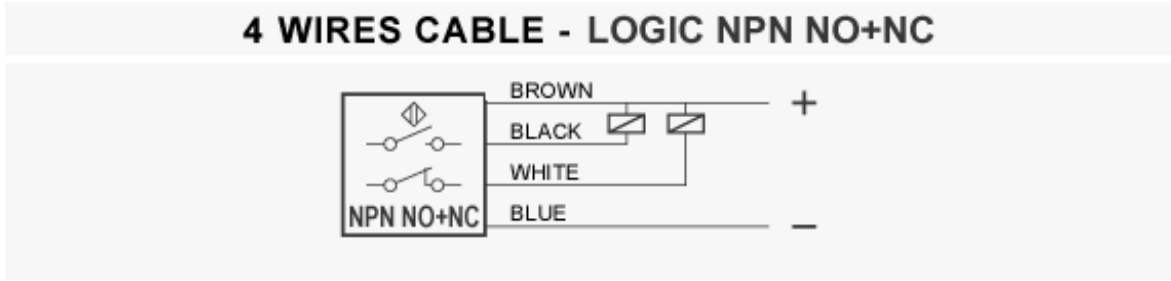 4 WIRES CABLE - LOGIC NPN NO+NC
BROWN
+
BLACK
WHITE
NPN NO+NC
BLUE
−